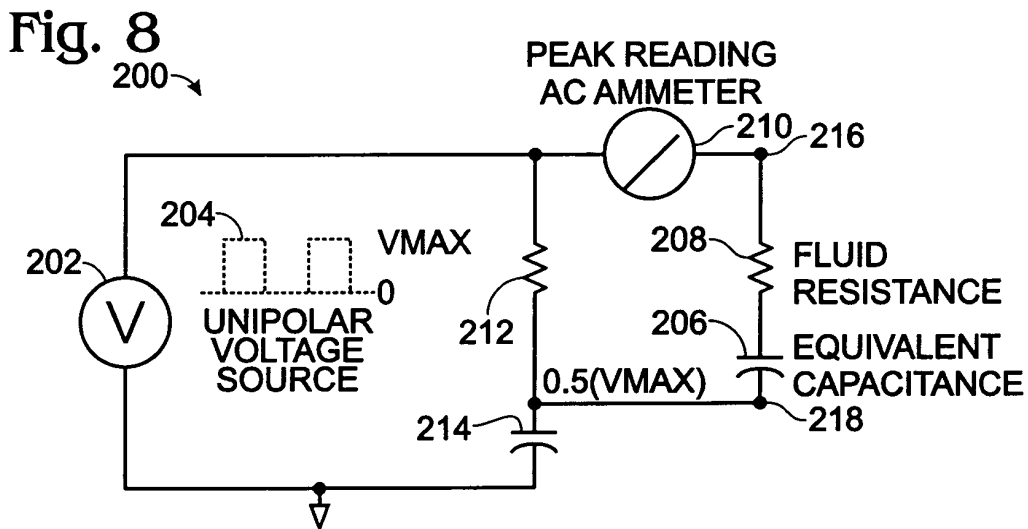 Fig. 8
200
PEAK READING
AC AMMETER
210
216
204
VMAX
0
202
V
UNIPOLAR
VOLTAGE
SOURCE
212
208
FLUID
RESISTANCE
206
EQUIVALENT
CAPACITANCE
0.5(VMAX)
214
218